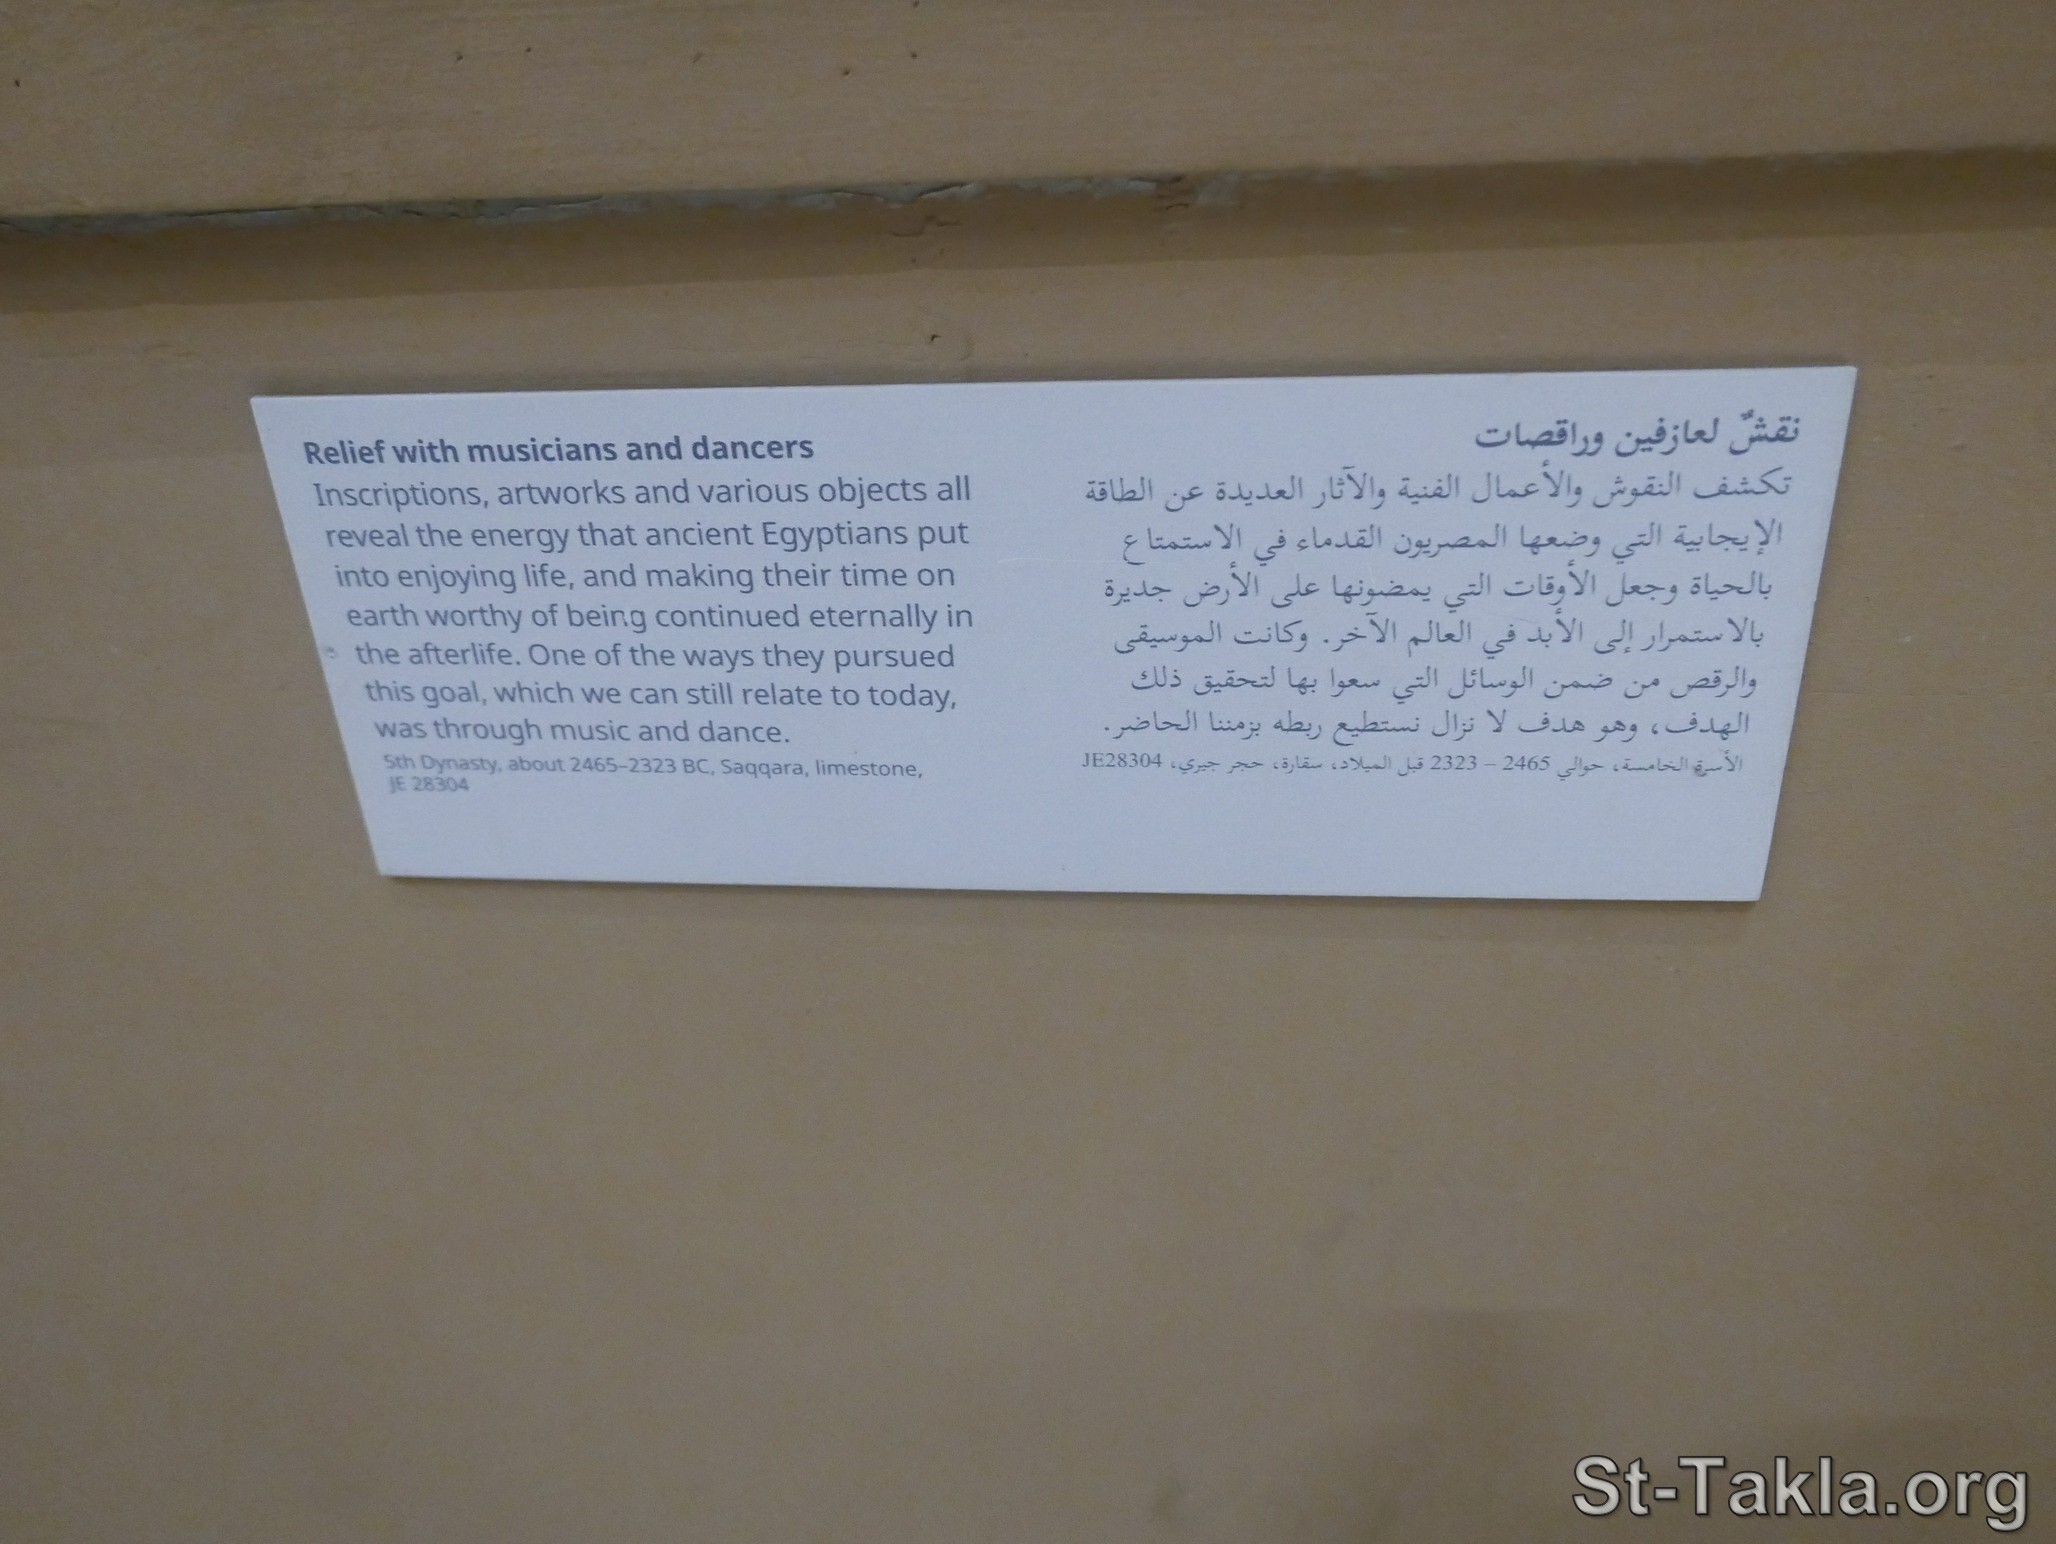 Relief with musicians and dancers
Inscriptions, artworks and various objects all
reveal the energy that ancient Egyptians put
into enjoying life, and making their time on
earth worthy of being continued eternally in
the afterlife. One of the ways they pursued
this goal, which we can still relate to today,
was through music and dance.
5th Dynasty, about 2465–2323 BC, Saqqara, limestone,
JE 28304
نقشٌ لعازفين وراقصات
تكشف النقوش والأعمال الفنية والآثار العديدة عن الطاقة
الإيجابية التي وضعها المصريون القدماء في الاستمتاع
بالحياة وجعل الأوقات التي يمضونها على الأرض جديرة
بالاستمرار إلى الأبد في العالم الآخر. وكانت الموسيقى
والرقص من ضمن الوسائل التي سعوا بها لتحقيق ذلك
الهدف، وهو هدف لا نزال نستطيع ربطه بزمننا الحاضر.
الأسرة الخامسة، حوالي 2465 – 2323 قبل الميلاد، سقارة، حجر جيري، JE28304
St-Takla.org